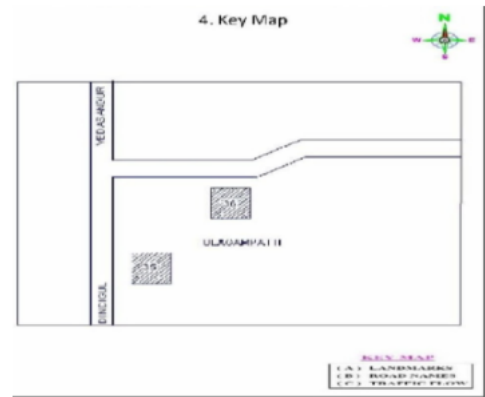 4. Key Map
N
W
E
S
VEDASANDUR
16
ULAGAMPATTI
15
DINDIGUL
KEY MAP
(A) LANDMARKS
(B) ROAD NAMES
(C) TRAFFIC FLOW